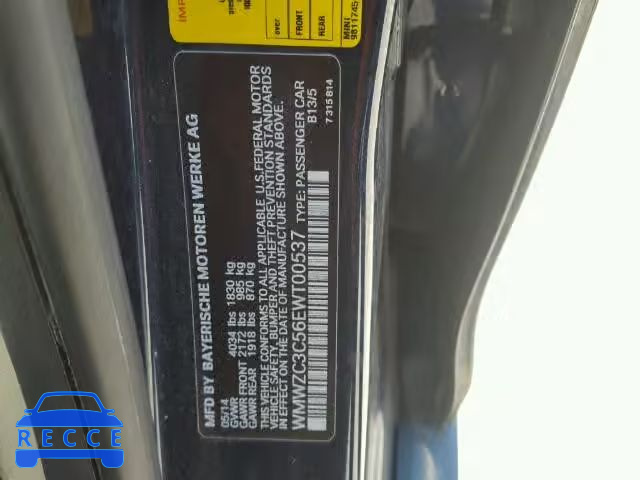 IMP
over
FRONT
REAR
MINI
9811745
MFD BY BAYERISCHE MOTOREN WERKE AG
05/14
GVWR 4034 lbs 1830 kg
GAWR FRONT 2172 lbs 985 kg
GAWR REAR 1918 lbs 870 kg
THIS VEHICLE CONFORMS TO ALL APPLICABLE U.S. FEDERAL MOTOR
VEHICLE SAFETY, BUMPER AND THEFT PREVENTION STANDARDS
IN EFFECT ON THE DATE OF MANUFACTURE SHOWN ABOVE.
WMWZC3C56EWT00537 TYPE: PASSENGER CAR
B13/5
7 315 814
RECCE